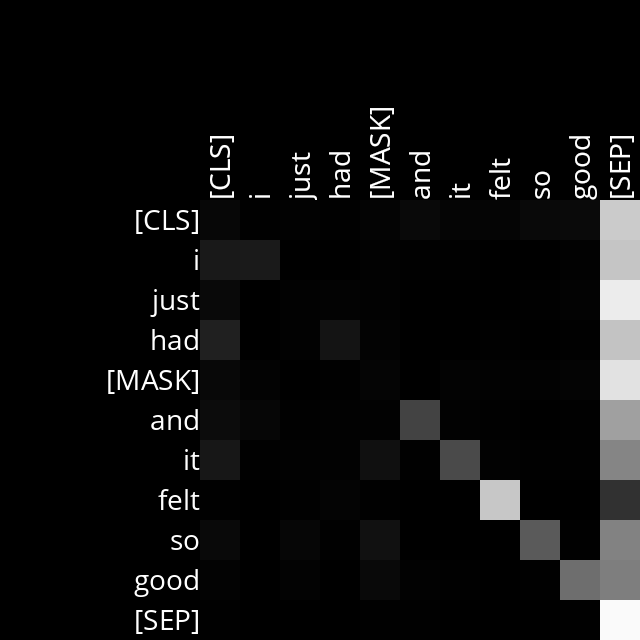 [CLS] i just had [MASK] and it felt so good [SEP]
[CLS]
i
just
had
[MASK]
and
it
felt
so
good
[SEP]